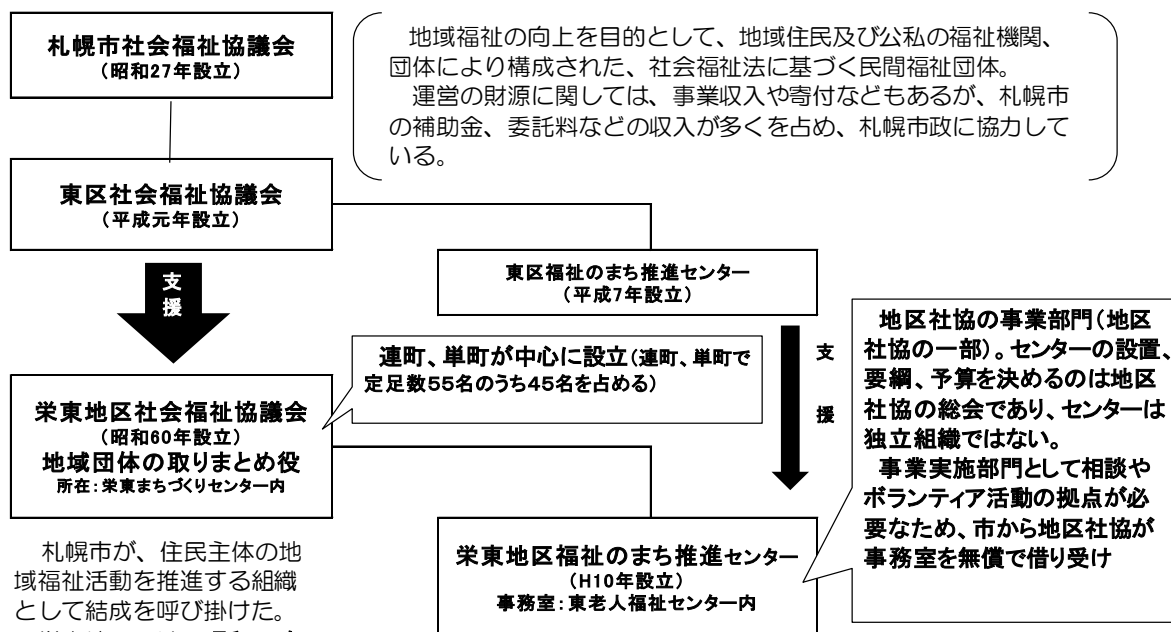 札幌市社会福祉協議会
（昭和27年設立）
地域福祉の向上を目的として、地域住民及び公私の福祉機関、
団体により構成された、社会福祉法に基づく民間福祉団体。
運営の財源に関しては、事業収入や寄付などもあるが、札幌市
の補助金、委託料などの収入が多くを占め、札幌市政に協力して
いる。
東区社会福祉協議会
（平成元年設立）
支
援
東区福祉のまち推進センター
（平成7年設立）
支
援
連町、単町が中心に設立（連町、単町で
定足数55名のうち45名を占める）
地区社協の事業部門（地区
社協の一部）。センターの設置、
要綱、予算を決めるのは地区
社協の総会であり、センターは
独立組織ではない。
事業実施部門として相談や
ボランティア活動の拠点が必
要なため、市から地区社協が
事務室を無償で借り受け
栄東地区社会福祉協議会
（昭和60年設立）
地域団体の取りまとめ役
所在：栄東まちづくりセンター内
栄東地区福祉のまち推進センター
（H10年設立）
事務室：東老人福祉センター内
札幌市が、住民主体の地
域福祉活動を推進する組織
として結成を呼び掛けた。